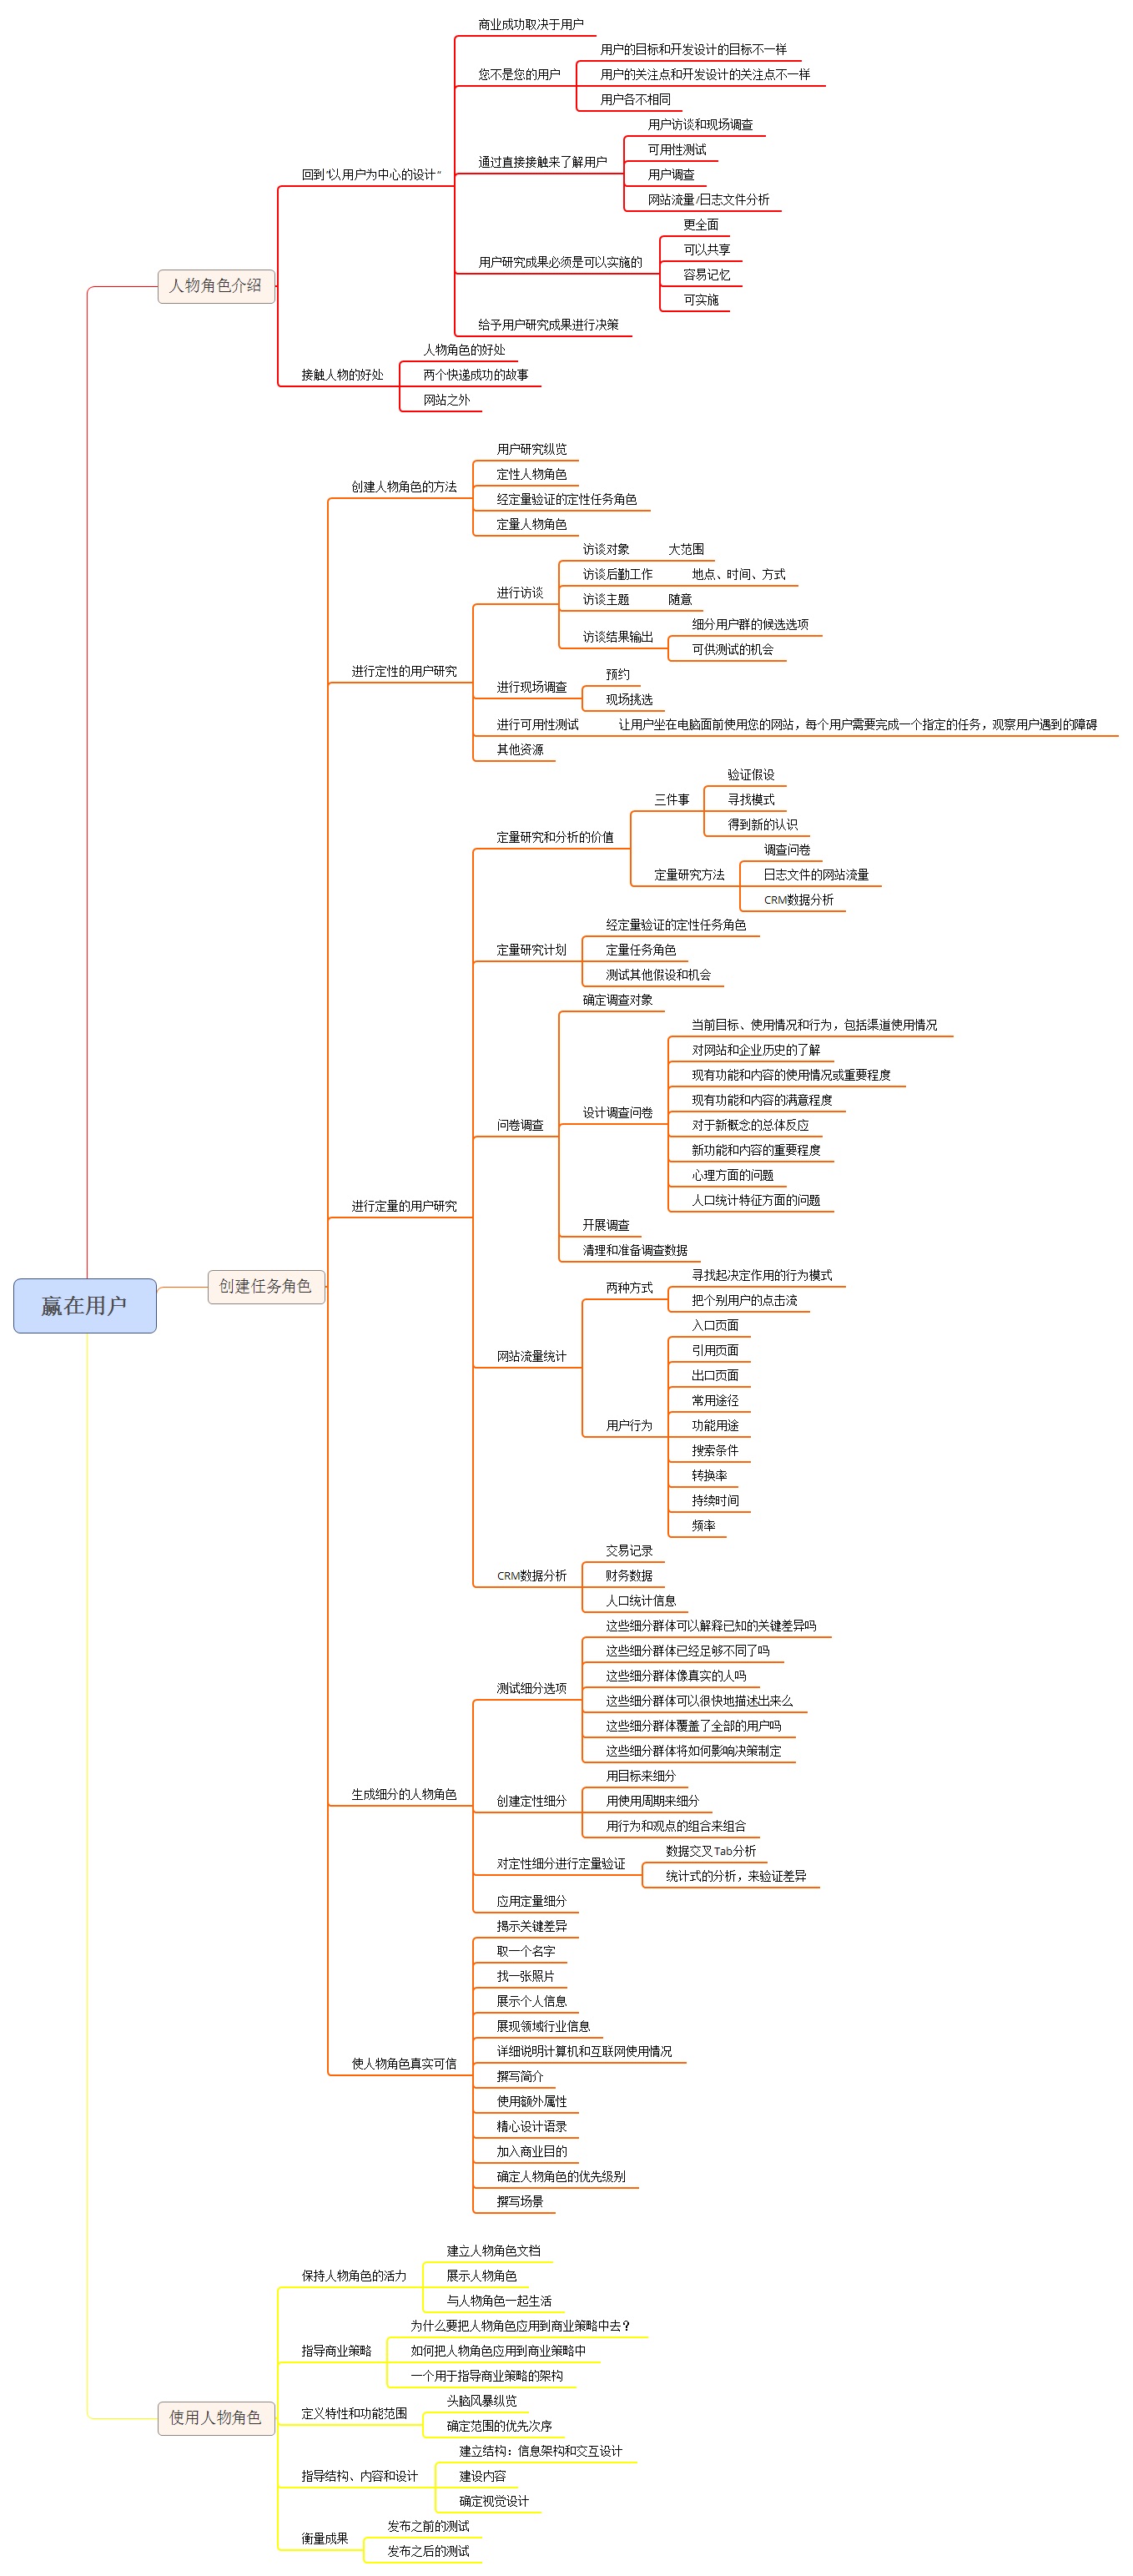 赢在用户
人物角色介绍
回到“以用户为中心的设计”
商业成功取决于用户
您不是您的用户
用户的目标和开发设计的目标不一样
用户的关注点和开发设计的关注点不一样
用户各不相同
通过直接接触来了解用户
用户访谈和现场调查
可用性测试
用户调查
网站流量/日志文件分析
用户研究成果必须是可以实施的
更全面
可以共享
容易记忆
可实施
给予用户研究成果进行决策
接触人物的好处
人物角色的好处
两个快递成功的故事
网站之外
创建任务角色
创建人物角色的方法
用户研究纵览
定性人物角色
经定量验证的定性任务角色
定量人物角色
进行定性的用户研究
进行访谈
访谈对象
大范围
访谈后勤工作
地点、时间、方式
访谈主题
随意
访谈结果输出
细分用户群的候选选项
可供测试的机会
进行现场调查
预约
现场挑选
进行可用性测试
让用户坐在电脑面前使用您的网站，每个用户需要完成一个指定的任务，观察用户遇到的障碍
其他资源
进行定量的用户研究
定量研究和分析的价值
三件事
验证假设
寻找模式
得到新的认识
定量研究方法
调查问卷
日志文件的网站流量
CRM数据分析
定量研究计划
经定量验证的定性任务角色
定量任务角色
测试其他假设和机会
问卷调查
确定调查对象
设计调查问卷
当前目标、使用情况和行为，包括渠道使用情况
对网站和企业历史的了解
现有功能和内容的使用情况或重要程度
现有功能和内容的满意程度
对于新概念的总体反应
新功能和内容的重要程度
心理方面的问题
人口统计特征方面的问题
开展调查
清理和准备调查数据
网站流量统计
两种方式
寻找起决定作用的行为模式
把个别用户的点击流
用户行为
入口页面
引用页面
出口页面
常用途径
功能用途
搜索条件
转换率
持续时间
频率
CRM数据分析
交易记录
财务数据
人口统计信息
生成细分的人物角色
测试细分选项
这些细分群体可以解释已知的关键差异吗
这些细分群体已经足够不同了吗
这些细分群体像真实的人吗
这些细分群体可以很快地描述出来么
这些细分群体覆盖了全部的用户吗
这些细分群体将如何影响决策制定
创建定性细分
用目标来细分
用使用周期来细分
用行为和观点的组合来组合
对定性细分进行定量验证
数据交叉Tab分析
统计式的分析，来验证差异
应用定量细分
使人物角色真实可信
揭示关键差异
取一个名字
找一张照片
展示个人信息
展现领域行业信息
详细说明计算机和互联网使用情况
撰写简介
使用额外属性
精心设计语录
加入商业目的
确定人物角色的优先级别
撰写场景
使用人物角色
保持人物角色的活力
建立人物角色文档
展示人物角色
与人物角色一起生活
指导商业策略
为什么要把人物角色应用到商业策略中去？
如何把人物角色应用到商业策略中
一个用于指导商业策略的架构
定义特性和功能范围
头脑风暴纵览
确定范围的优先次序
指导结构、内容和设计
建立结构：信息架构和交互设计
建设内容
确定视觉设计
衡量成果
发布之前的测试
发布之后的测试